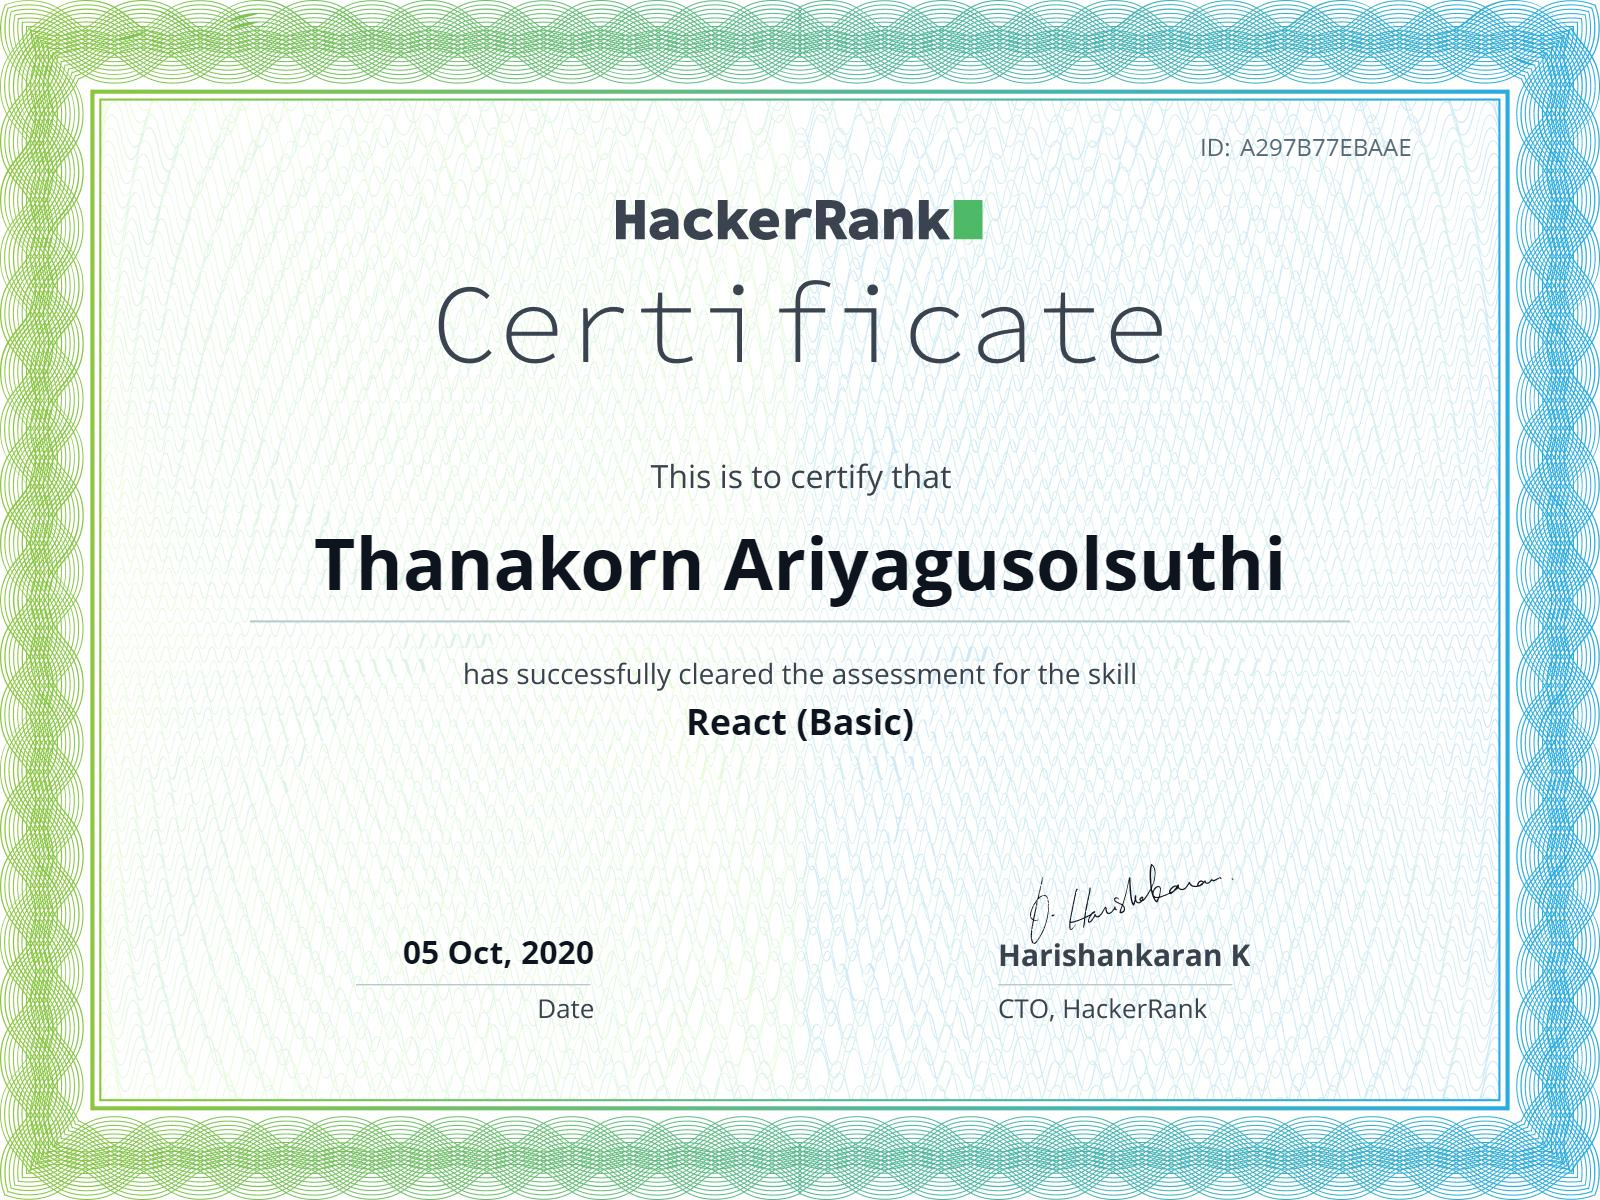 ID: A297B77EBAAE
HackerRank
Certificate
This is to certify that
Thanakorn Ariyagusolsuthi
has successfully cleared the assessment for the skill
React (Basic)
05 Oct, 2020
Date
Harishankaran
Harishankaran K
CTO, HackerRank